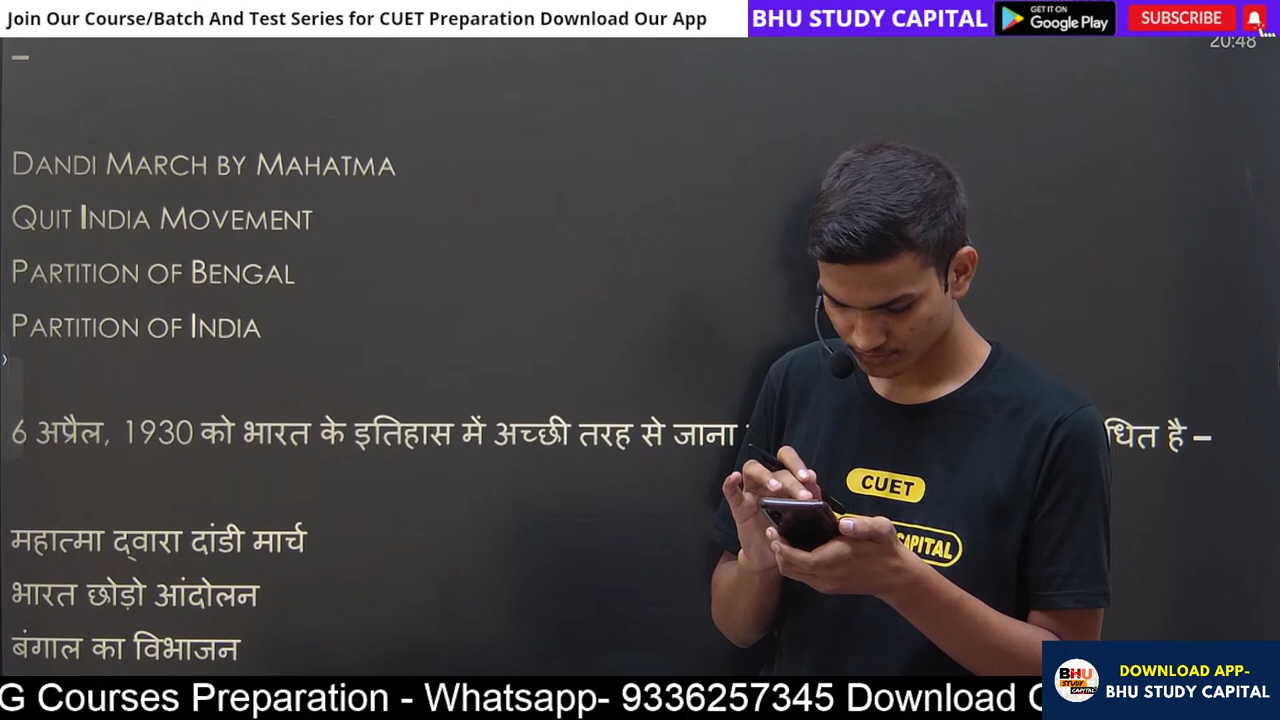 Join Our Course/Batch And Test Series for CUET Preparation Download Our App
BHU STUDY CAPITAL
GET IT ON
Google Play
SUBSCRIBE
20:48
DANDI MARCH BY MAHATMA
QUIT INDIA MOVEMENT
PARTITION OF BENGAL
PARTITION OF INDIA
6 अप्रैल, 1930 को भारत के इतिहास में अच्छी तरह से जाना है –
महात्मा द्वारा दांडी मार्च
भारत छोड़ो आंदोलन
बंगाल का विभाजन
CUET
CAPITAL
BHU
STUDY
CAPITAL
DOWNLOAD APP-
BHU STUDY CAPITAL
G Courses Preparation - Whatsapp- 9336257345 Download